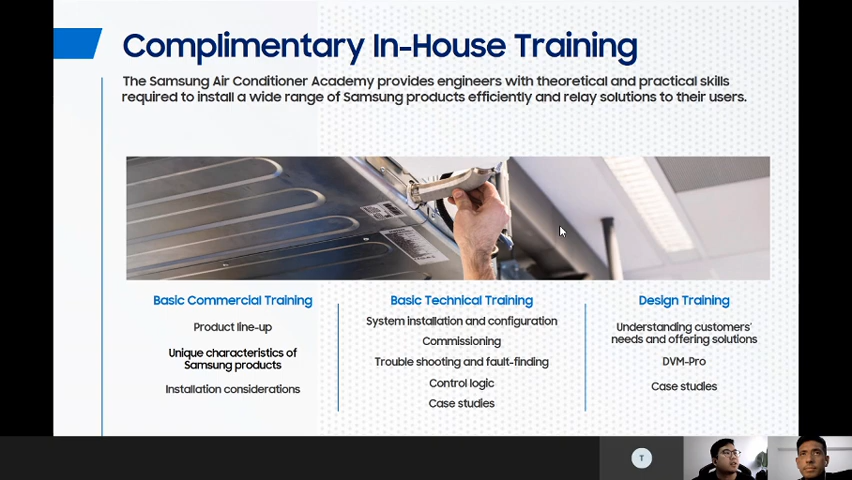 Complimentary In-House Training
The Samsung Air Conditioner Academy provides engineers with theoretical and practical skills
required to install a wide range of Samsung products efficiently and relay solutions to their users.
Basic Commercial Training
Product line-up
Unique characteristics of
Samsung products
Installation considerations
Basic Technical Training
System installation and configuration
Commissioning
Trouble shooting and fault-finding
Control logic
Case studies
Design Training
Understanding customers'
needs and offering solutions
DVM-Pro
Case studies
T